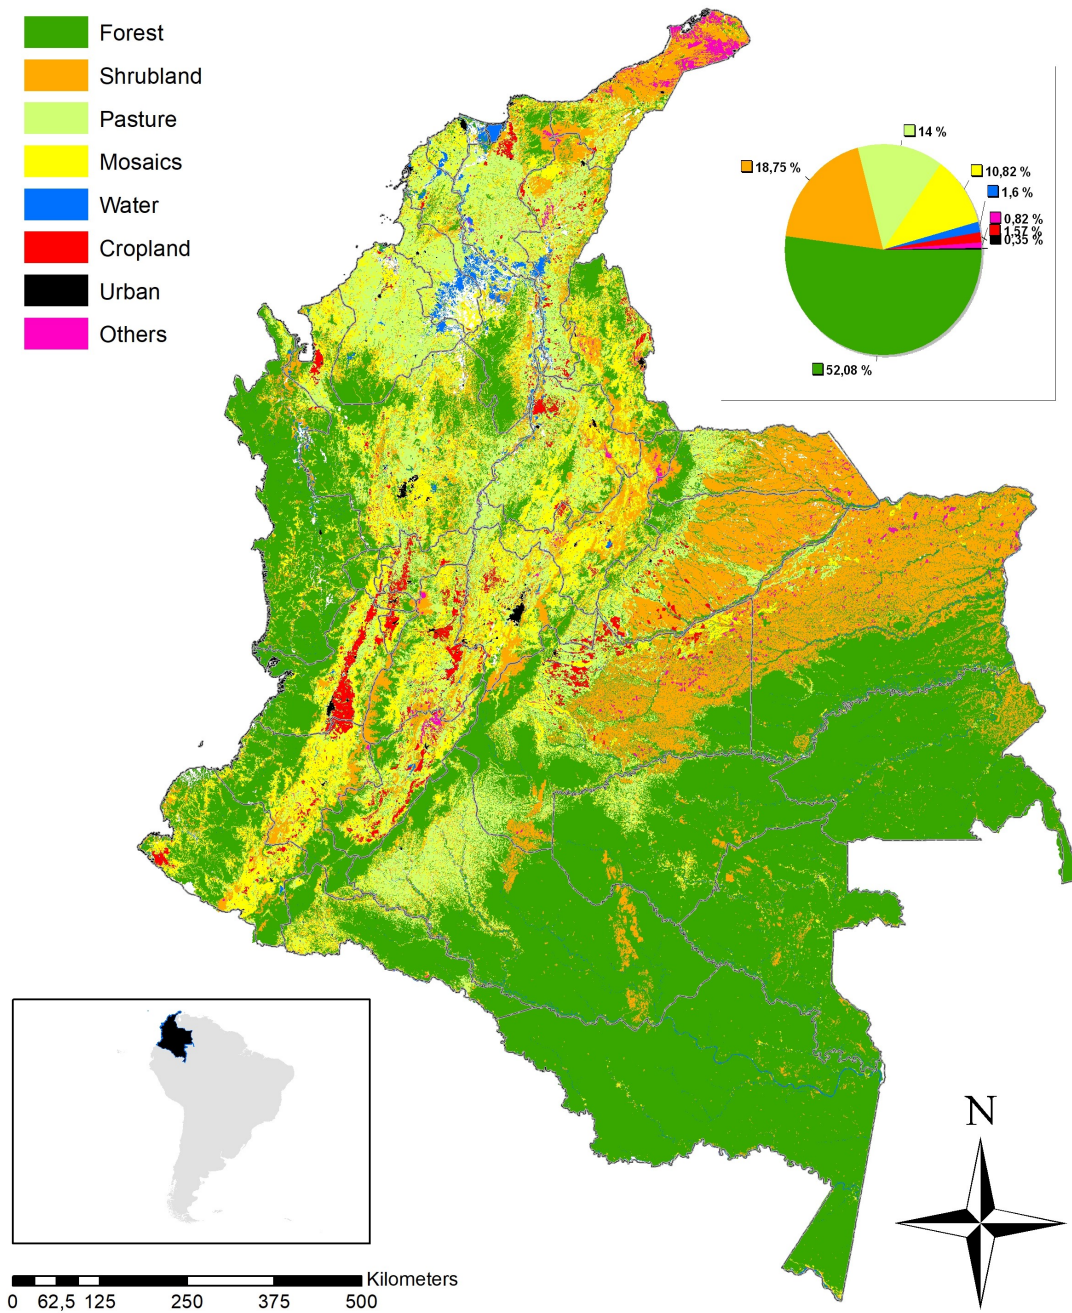 Forest
Shrubland
Pasture
Mosaics
Water
Cropland
Urban
Others
14 %
18,75 %
10,82 %
1,6 %
0,82 %
1,57 %
0,35 %
52,08 %
N
Kilometers
0 62,5 125 250 375 500